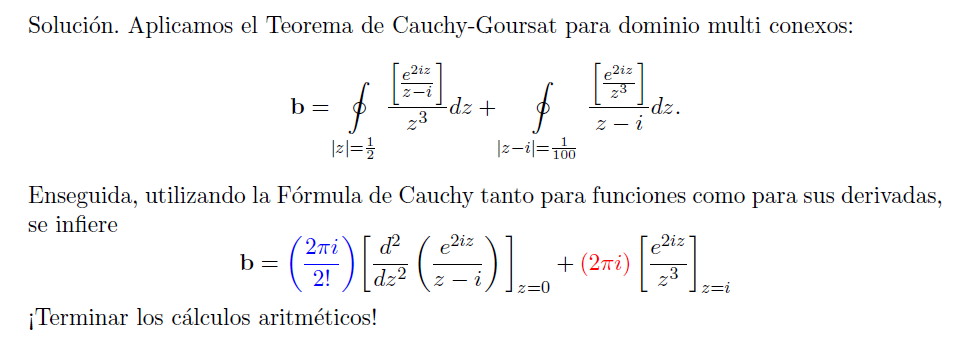 Solución. Aplicamos el Teorema de Cauchy-Goursat para dominio multi conexos:
$$\mathbf{b} = \oint\limits_{|z|=\frac{1}{2}} \frac{\left[\frac{e^{2iz}}{z-i}\right]}{z^3} dz + \oint\limits_{|z-i|=\frac{1}{100}} \frac{\left[\frac{e^{2iz}}{z^3}\right]}{z-i} dz.$$
Enseguida, utilizando la Fórmula de Cauchy tanto para funciones como para sus derivadas,
se infiere
$$\mathbf{b} = \left(\frac{2\pi i}{2!}\right) \left[\frac{d^2}{dz^2}\left(\frac{e^{2iz}}{z-i}\right)\right]_{z=0} + (2\pi i) \left[\frac{e^{2iz}}{z^3}\right]_{z=i}$$
¡Terminar los cálculos aritméticos!